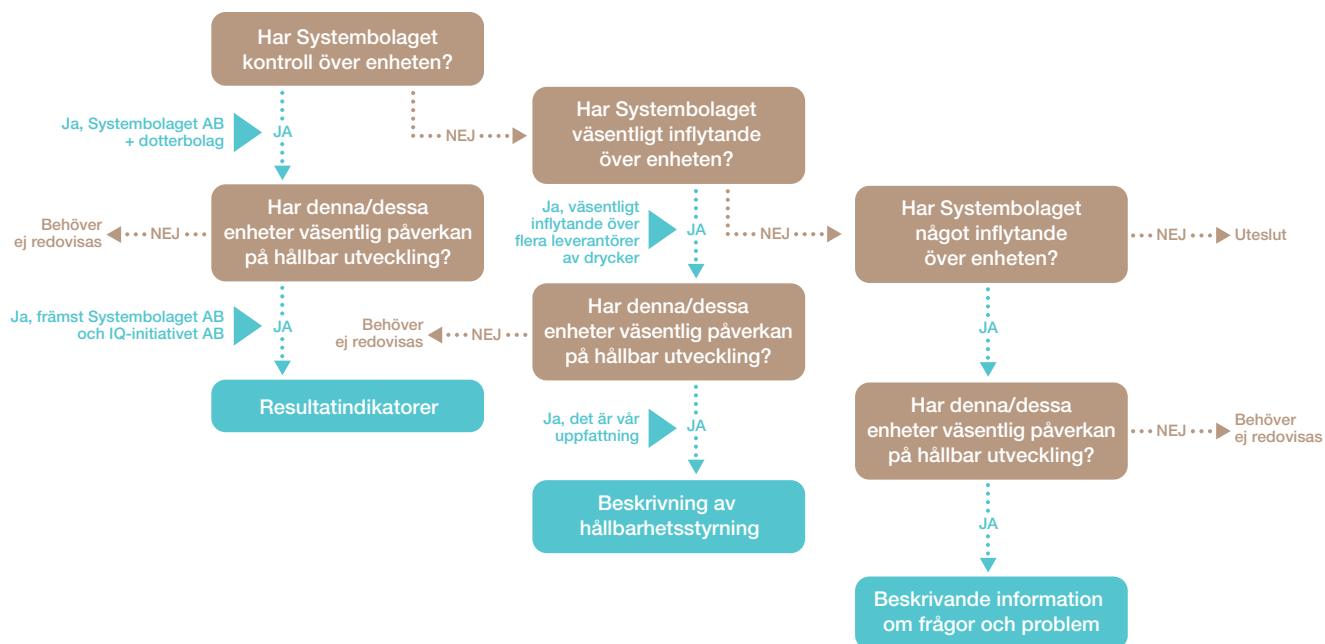 Har Systembolaget
kontroll över enheten?
Ja, Systembolaget AB
+ dotterbolag
JA
NEJ
Har Systembolaget
väsentligt inflytande
över enheten?
Har denna/dessa
enheter väsentlig påverkan
på hållbar utveckling?
Behöver
ej redovisas
NEJ
Ja, väsentligt
inflytande över
flera leverantörer
av drycker
JA
NEJ
Har Systembolaget
något inflytande
över enheten?
NEJ
Uteslut
Ja, främst Systembolaget AB
och IQ-initiativet AB
JA
Resultatindikatorer
Behöver
ej redovisas
NEJ
Har denna/dessa
enheter väsentlig påverkan
på hållbar utveckling?
JA
Ja, det är vår
uppfattning
JA
Beskrivning av
hållbarhetsstyrning
Har denna/dessa
enheter väsentlig påverkan
på hållbar utveckling?
NEJ
Behöver
ej redovisas
JA
Beskrivande information
om frågor och problem